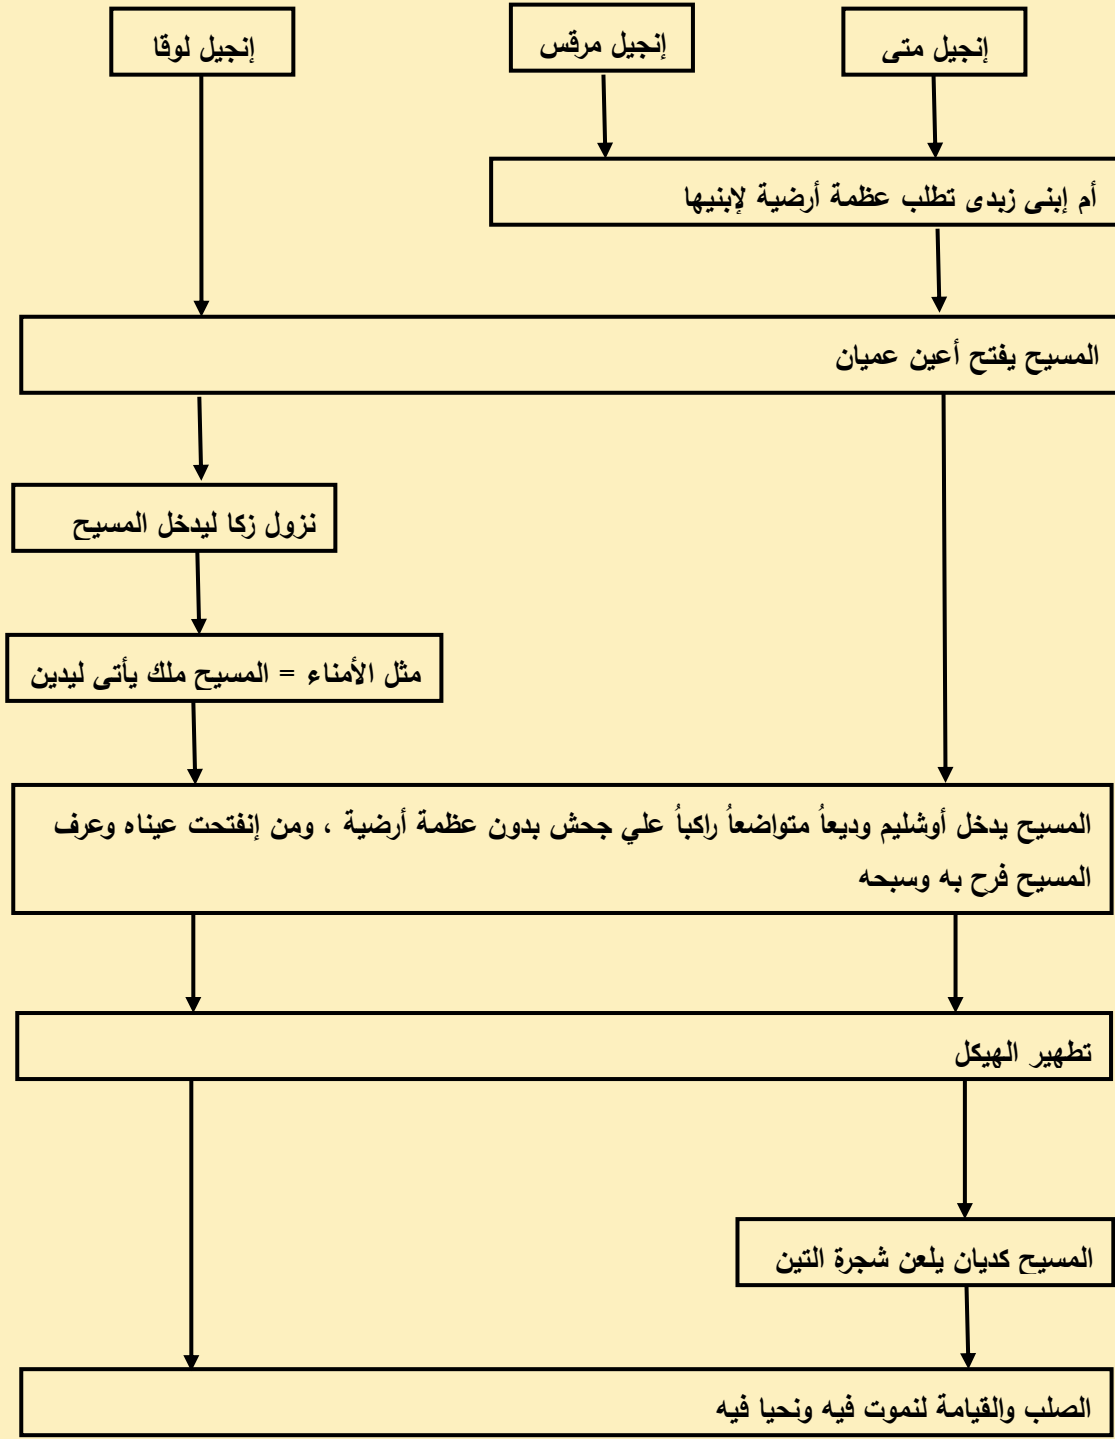 إنجيل متى
إنجيل مرقس
إنجيل لوقا
أم إبنى زبدى تطلب عظمة أرضية لإبنيها
المسيح يفتح أعين عميان
نزول زكا ليدخل المسيح
مثل الأمناء = المسيح ملك يأتى ليدين
المسيح يدخل أوشليم وديعاُ متواضعاُ راكباُ علي جحش بدون عظمة أرضية ، ومن إنفتحت عيناه وعرف
المسيح فرح به وسبحه
تطهير الهيكل
المسيح كديان يلعن شجرة التين
الصلب والقيامة لنموت فيه ونحيا فيه